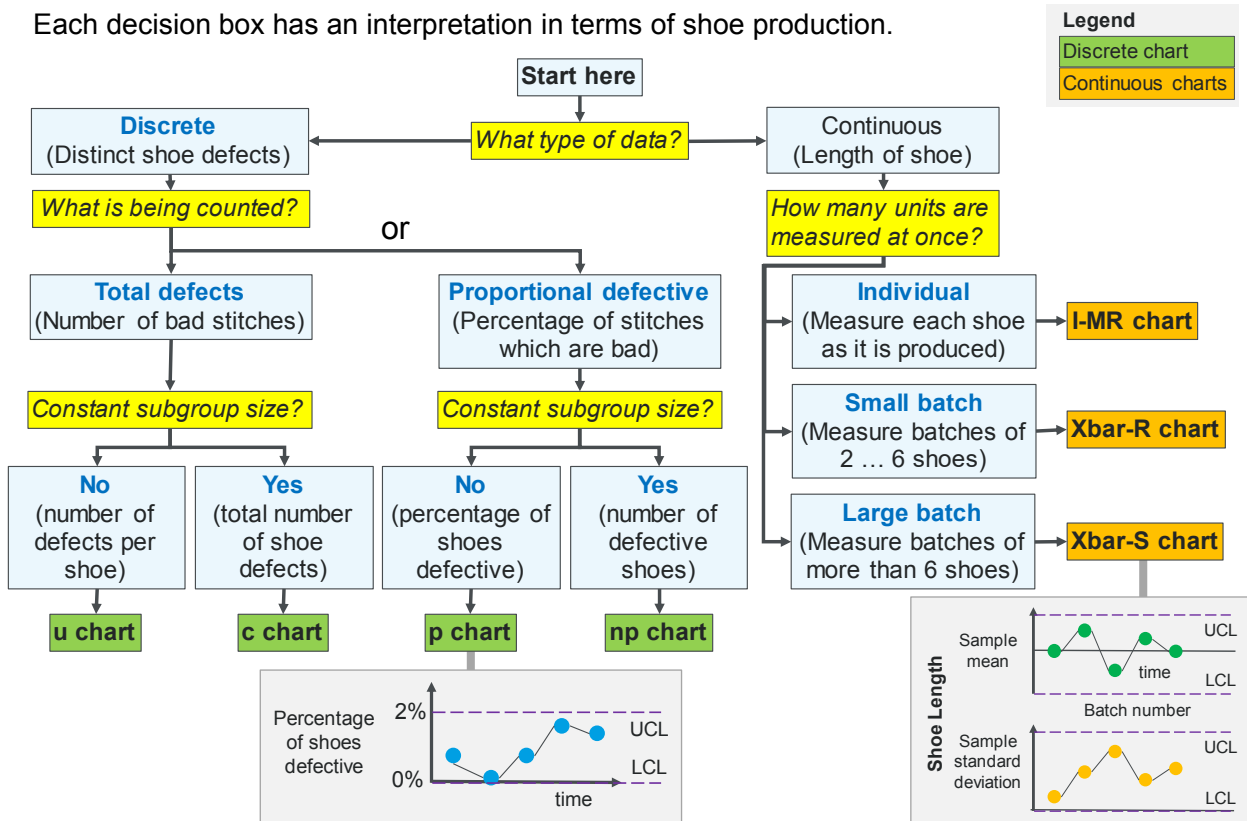 Each decision box has an interpretation in terms of shoe production.
Legend
Discrete chart
Continuous charts
Start here
What type of data?
Discrete
(Distinct shoe defects)
Continuous
(Length of shoe)
What is being counted?
How many units are
measured at once?
or
Total defects
(Number of bad stitches)
Proportional defective
(Percentage of stitches
which are bad)
Individual
(Measure each shoe
as it is produced)
I-MR chart
Constant subgroup size?
Constant subgroup size?
Small batch
(Measure batches of
2 … 6 shoes)
Xbar-R chart
No
(number of
defects per
shoe)
Yes
(total number
of shoe
defects)
No
(percentage of
shoes
defective)
Yes
(number of
defective
shoes)
Large batch
(Measure batches of
more than 6 shoes)
Xbar-S chart
u chart
c chart
p chart
np chart
Percentage
of shoes
defective
2%
0%
UCL
LCL
time
Shoe Length
Sample
mean
UCL
time
LCL
Batch number
Sample
standard
deviation
UCL
LCL